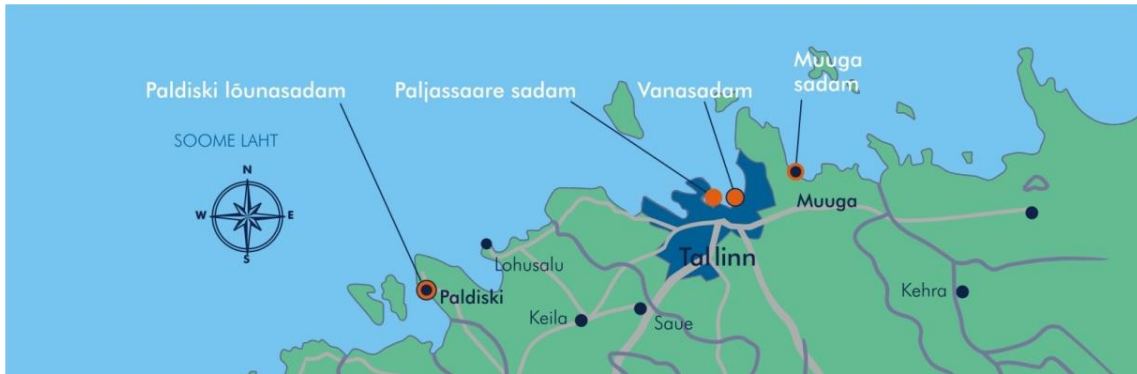 Paldiski lõunasadam
Paljassaare sadam
Vanasadam
Muuga
sadam
SOOME LAHT
N
W
E
S
Muuga
Tallinn
Lohusalu
Paldiski
Kehra
Keila
Saue